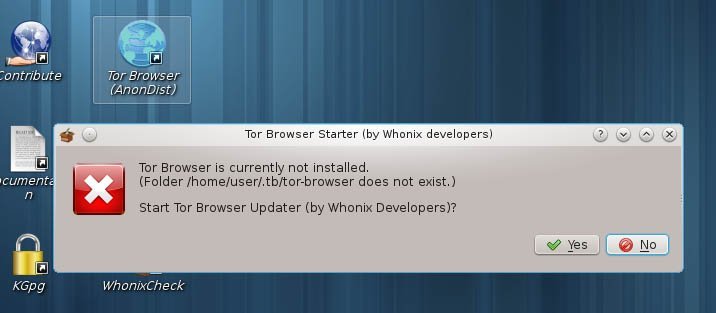 Contribute
Tor Browser
(AnonDist)
Tor Browser Starter (by Whonix developers)
Tor Browser is currently not installed.
(Folder /home/user/.tb/tor-browser does not exist.)
Start Tor Browser Updater (by Whonix Developers)?
Yes
No
ocumenta
n
KGpg
WhonixCheck